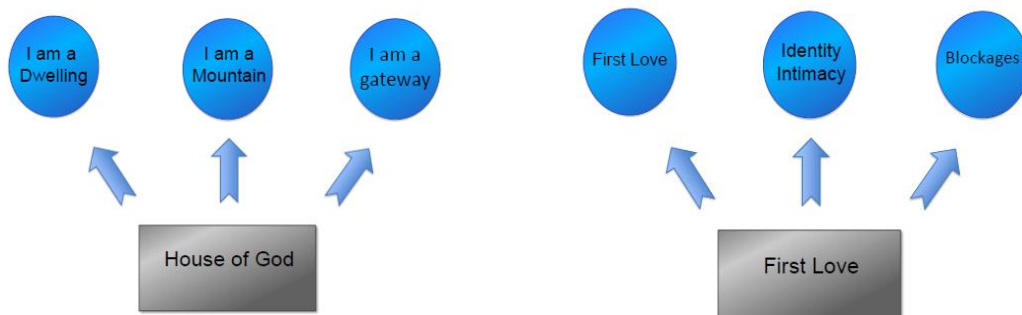 I am a
Dwelling
I am a
Mountain
I am a
gateway
House of God
First Love
Identity
Intimacy
Blockages
First Love